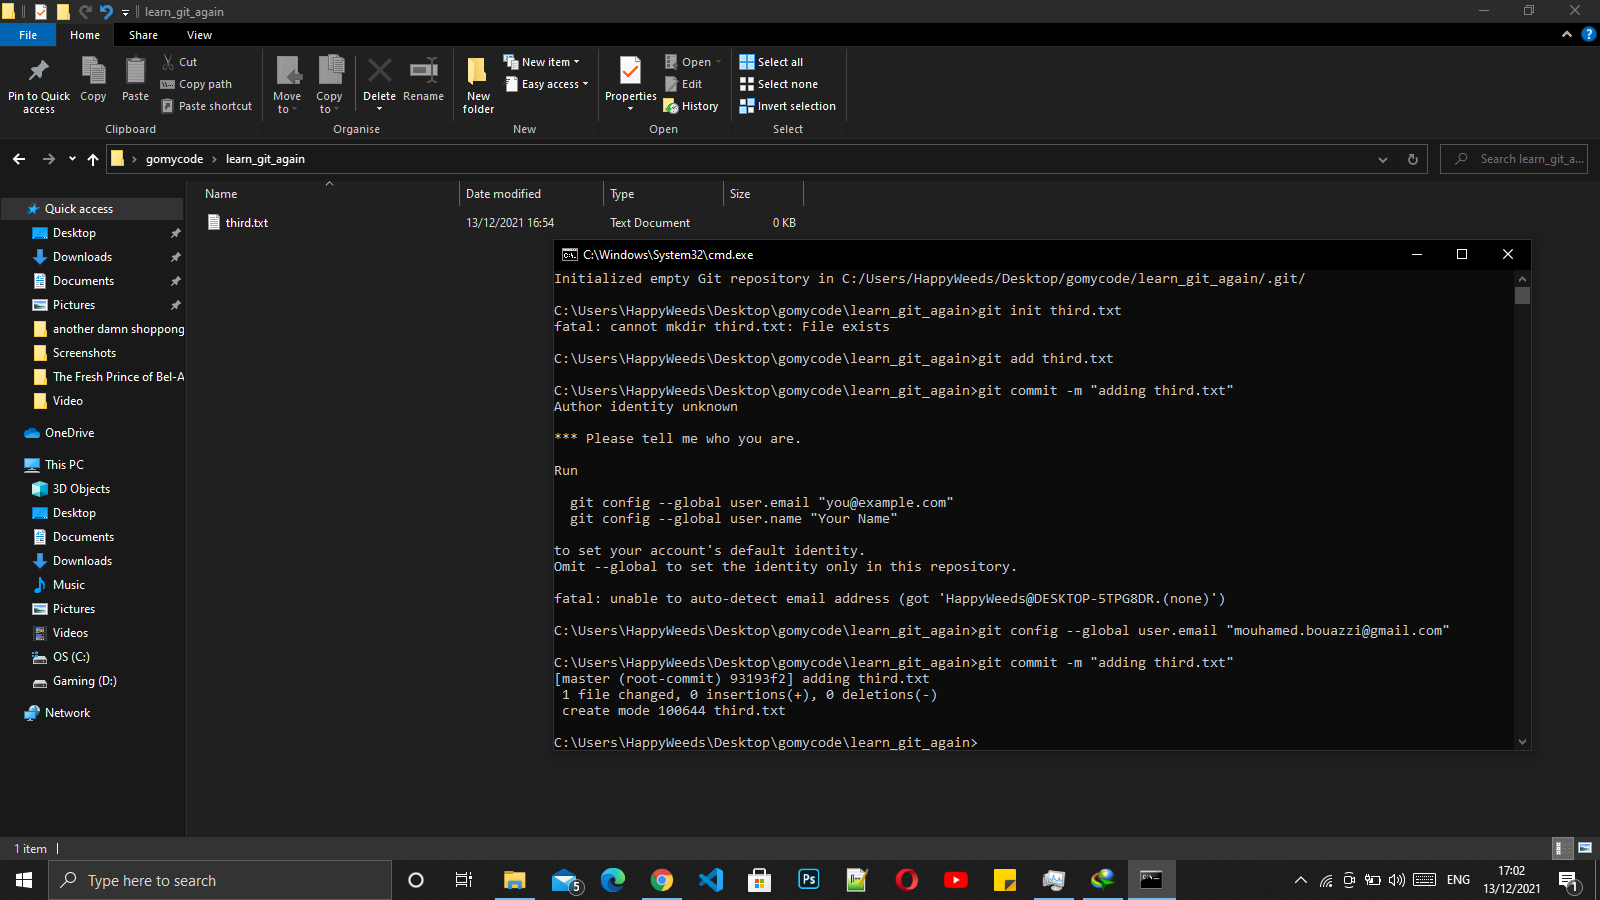 learn_git_again
File Home Share View
Pin to Quick access
Copy
Paste
Cut
Copy path
Paste shortcut
Clipboard
Move to
Copy to
Delete
Rename
Organise
New folder
New item
Easy access
New
Properties
Open
Edit
History
Open
Select all
Select none
Invert selection
Select
gomycode › learn_git_again
Search learn_git_a...
Name Date modified Type Size
third.txt 13/12/2021 16:54 Text Document 0 KB
Quick access
Desktop
Downloads
Documents
Pictures
another damn shoppong
Screenshots
The Fresh Prince of Bel-A
Video
OneDrive
This PC
3D Objects
Desktop
Documents
Downloads
Music
Pictures
Videos
OS (C:)
Gaming (D:)
Network
C:\Windows\System32\cmd.exe
Initialized empty Git repository in C:/Users/HappyWeeds/Desktop/gomycode/learn_git_again/.git/
C:\Users\HappyWeeds\Desktop\gomycode\learn_git_again>git init third.txt
fatal: cannot mkdir third.txt: File exists
C:\Users\HappyWeeds\Desktop\gomycode\learn_git_again>git add third.txt
C:\Users\HappyWeeds\Desktop\gomycode\learn_git_again>git commit -m "adding third.txt"
Author identity unknown
*** Please tell me who you are.
Run
git config --global user.email "you@example.com"
git config --global user.name "Your Name"
to set your account's default identity.
Omit --global to set the identity only in this repository.
fatal: unable to auto-detect email address (got 'HappyWeeds@DESKTOP-5TPG8DR.(none)')
C:\Users\HappyWeeds\Desktop\gomycode\learn_git_again>git config --global user.email "mouhamed.bouazzi@gmail.com"
C:\Users\HappyWeeds\Desktop\gomycode\learn_git_again>git commit -m "adding third.txt"
[master (root-commit) 93193f2] adding third.txt
1 file changed, 0 insertions(+), 0 deletions(-)
create mode 100644 third.txt
C:\Users\HappyWeeds\Desktop\gomycode\learn_git_again>
1 item
Type here to search
5
Ps
ENG
17:02
13/12/2021
1